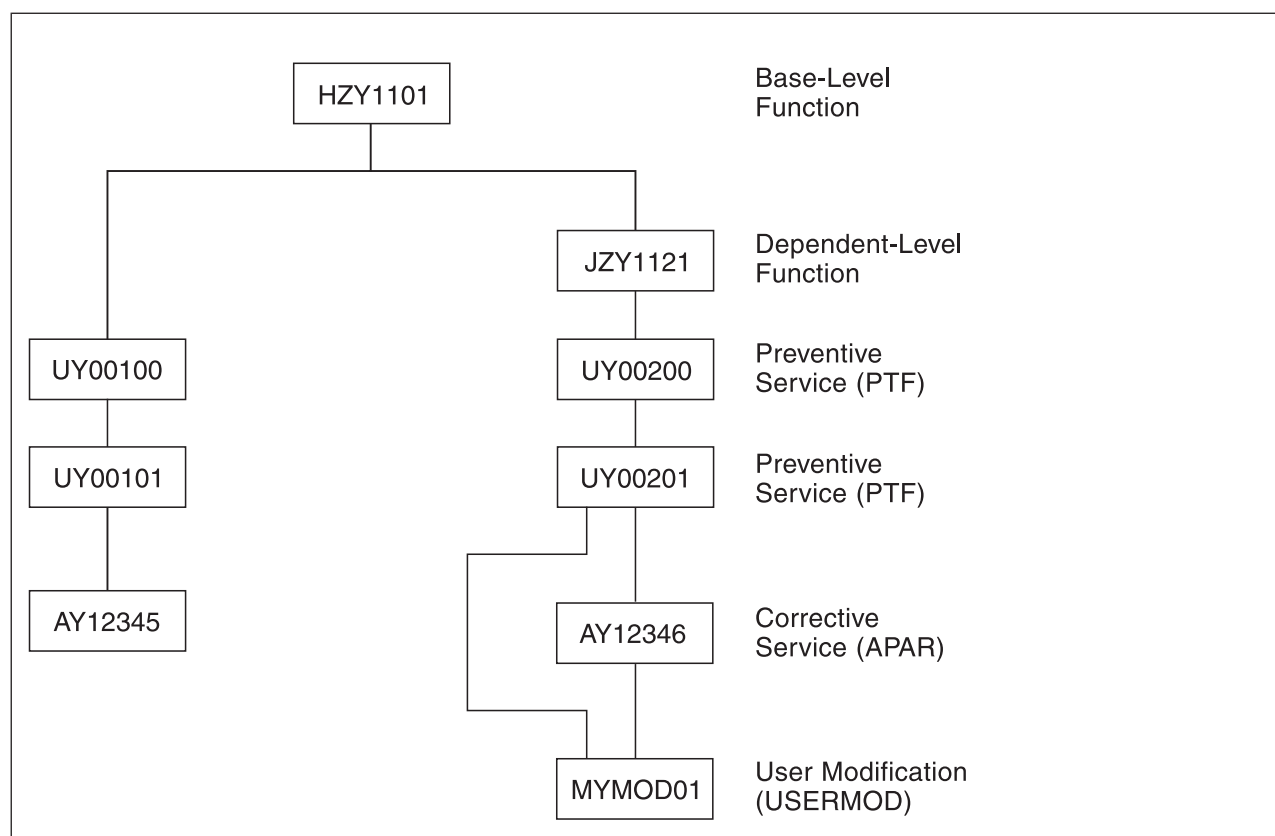 HZY1101
Base-Level
Function
JZY1121
Dependent-Level
Function
UY00100
UY00200
Preventive
Service (PTF)
UY00101
UY00201
Preventive
Service (PTF)
AY12345
AY12346
Corrective
Service (APAR)
MYMOD01
User Modification
(USERMOD)